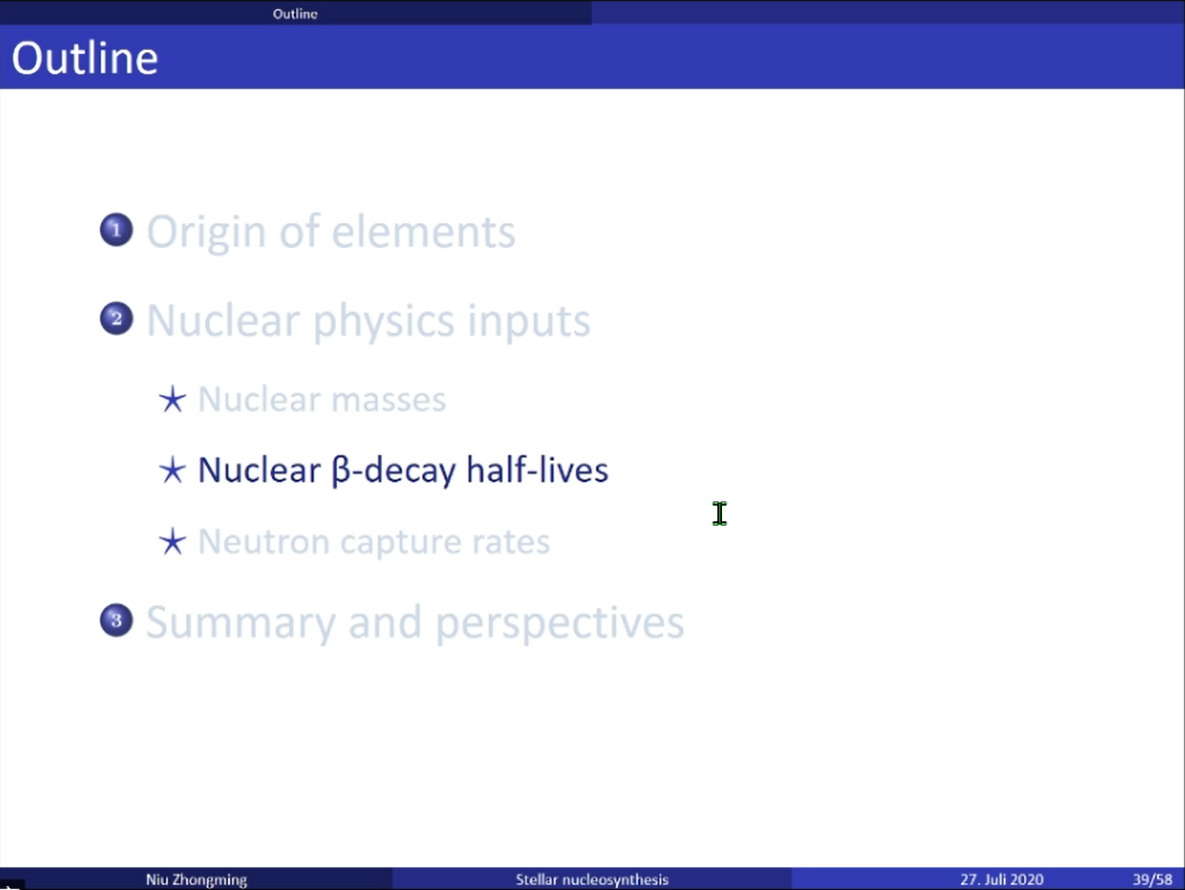 Outline
Outline
1 Origin of elements
2 Nuclear physics inputs
Nuclear masses
Nuclear β-decay half-lives
Neutron capture rates
3 Summary and perspectives
Niu Zhongming Stellar nucleosynthesis 27. Juli 2020 39/58